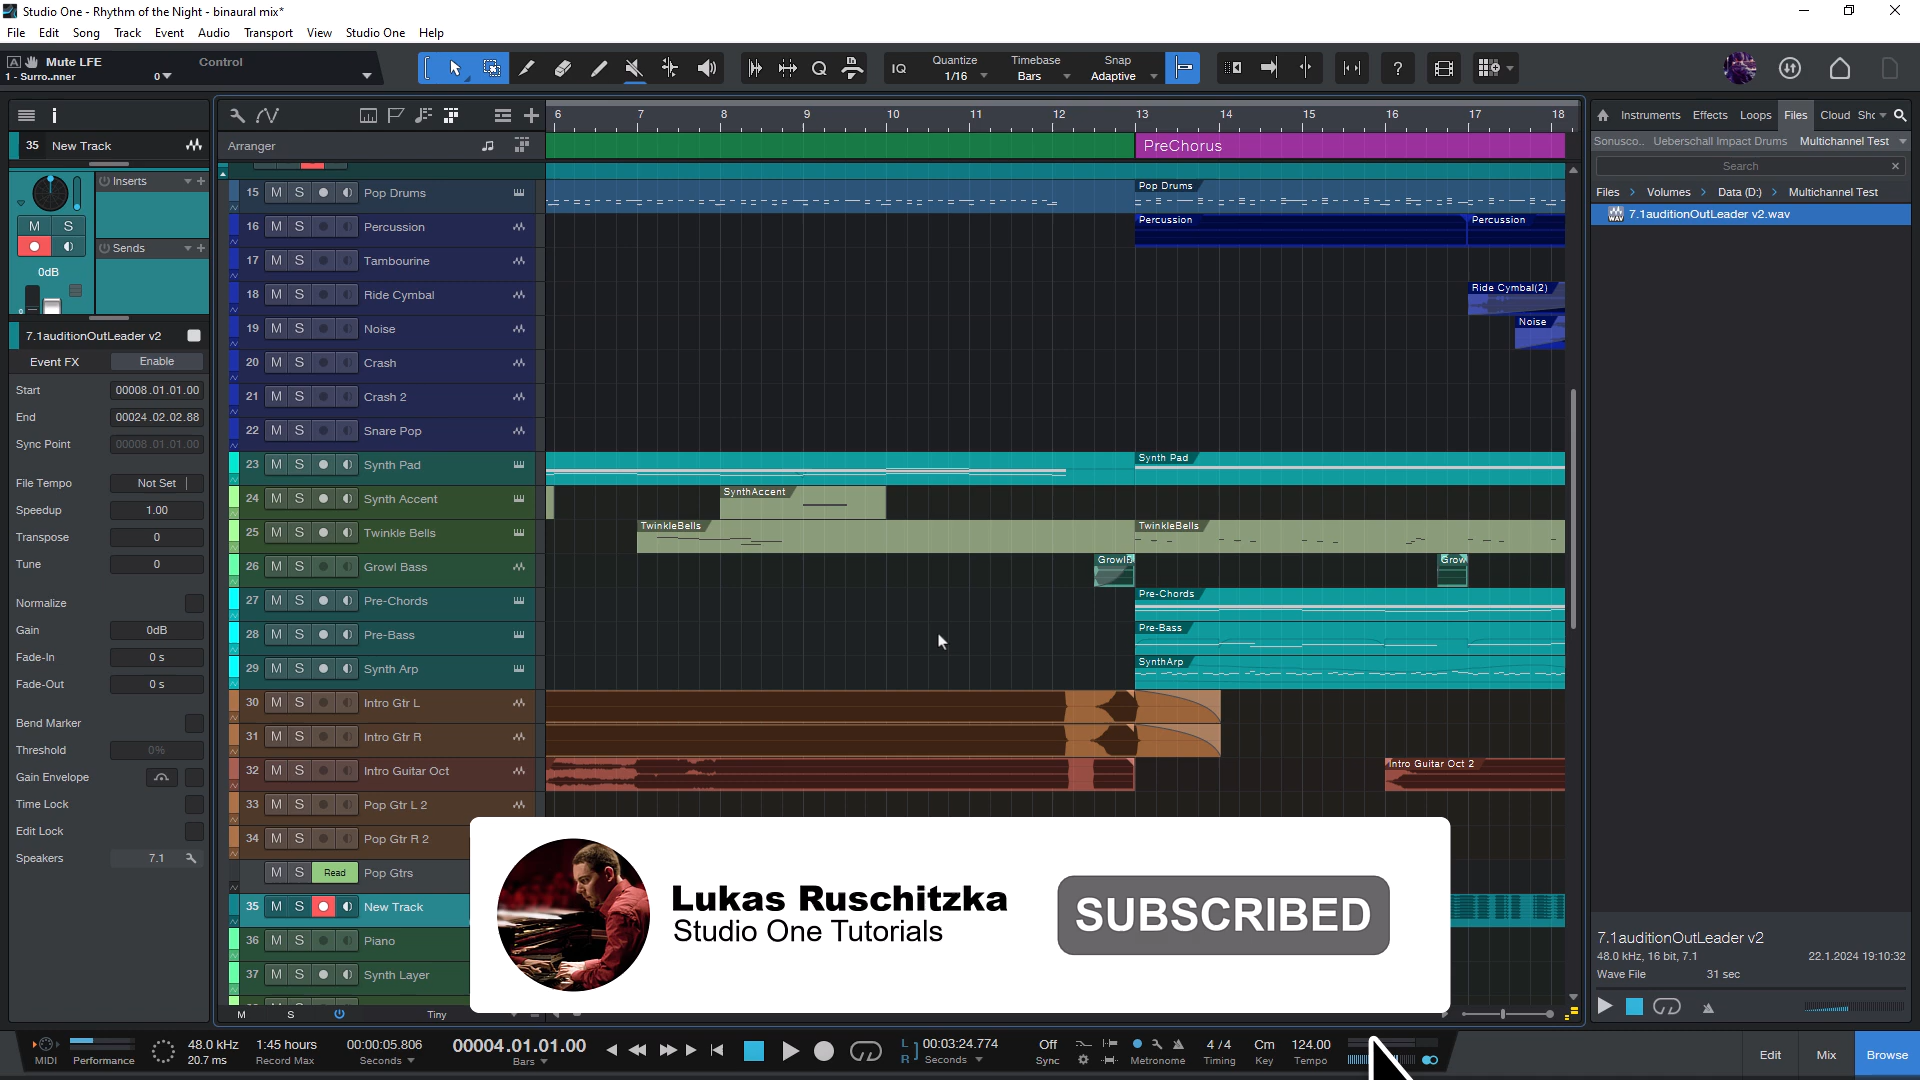 Studio One - Rhythm of the Night - binaural mix*
File Edit Song Track Event Audio Transport View Studio One Help
A Mute LFE Control
1 - Surro..nner 0
IQ Quantize 1/16 Timebase Bars Snap Adaptive ?
Instruments Effects Loops Files Cloud Shc
Sonusco.. Ueberschall Impact Drums Multichannel Test
Search
Files Volumes Data (D:) Multichannel Test
7.1auditionOutLeader v2.wav
35 New Track
Inserts
M S
Sends
0dB
7.1auditionOutLeader v2
Event FX Enable
Start 00008.01.01.00
End 00024.02.02.88
Sync Point 00008.01.01.00
File Tempo Not Set
Speedup 1.00
Transpose 0
Tune 0
Normalize
Gain 0dB
Fade-In 0 s
Fade-Out 0 s
Bend Marker
Threshold 0%
Gain Envelope
Time Lock
Edit Lock
Speakers 7.1
6 7 8 9 10 11 12 13 14 15 16 17 18
Arranger PreChorus
15 M S Pop Drums Pop Drums
16 M S Percussion Percussion Percussion
17 M S Tambourine
18 M S Ride Cymbal Ride Cymbal(2)
19 M S Noise Noise
20 M S Crash
21 M S Crash 2
22 M S Snare Pop
23 M S Synth Pad Synth Pad
24 M S Synth Accent SynthAccent
25 M S Twinkle Bells TwinkleBells TwinkleBells
26 M S Growl Bass GrowlB Grow
27 M S Pre-Chords Pre-Chords
28 M S Pre-Bass Pre-Bass
29 M S Synth Arp SynthArp
30 M S Intro Gtr L
31 M S Intro Gtr R
32 M S Intro Guitar Oct Intro Guitar Oct 2
33 M S Pop Gtr L 2
34 M S Pop Gtr R 2
M S Read Pop Gtrs
35 M S New Track
36 M S Piano
37 M S Synth Layer
M S Tiny
Lukas Ruschitzka
Studio One Tutorials
SUBSCRIBED
7.1auditionOutLeader v2
48.0 kHz, 16 bit, 7.1 22.1.2024 19:10:32
Wave File 31 sec
MIDI Performance
48.0 kHz 1:45 hours 00:00:05.806 00004.01.01.00 L 00:03:24.774 Off 4 / 4 Cm 124.00
20.7 ms Record Max Seconds Bars R Seconds Sync Metronome Timing Key Tempo
Edit Mix Browse